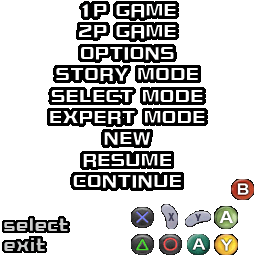 1P GAME
2P GAME
OPTIONS
STORY MODE
SELECT MODE
EXPERT MODE
NEW
RESUME
CONTINUE
B
select X X Y A
exit A Y